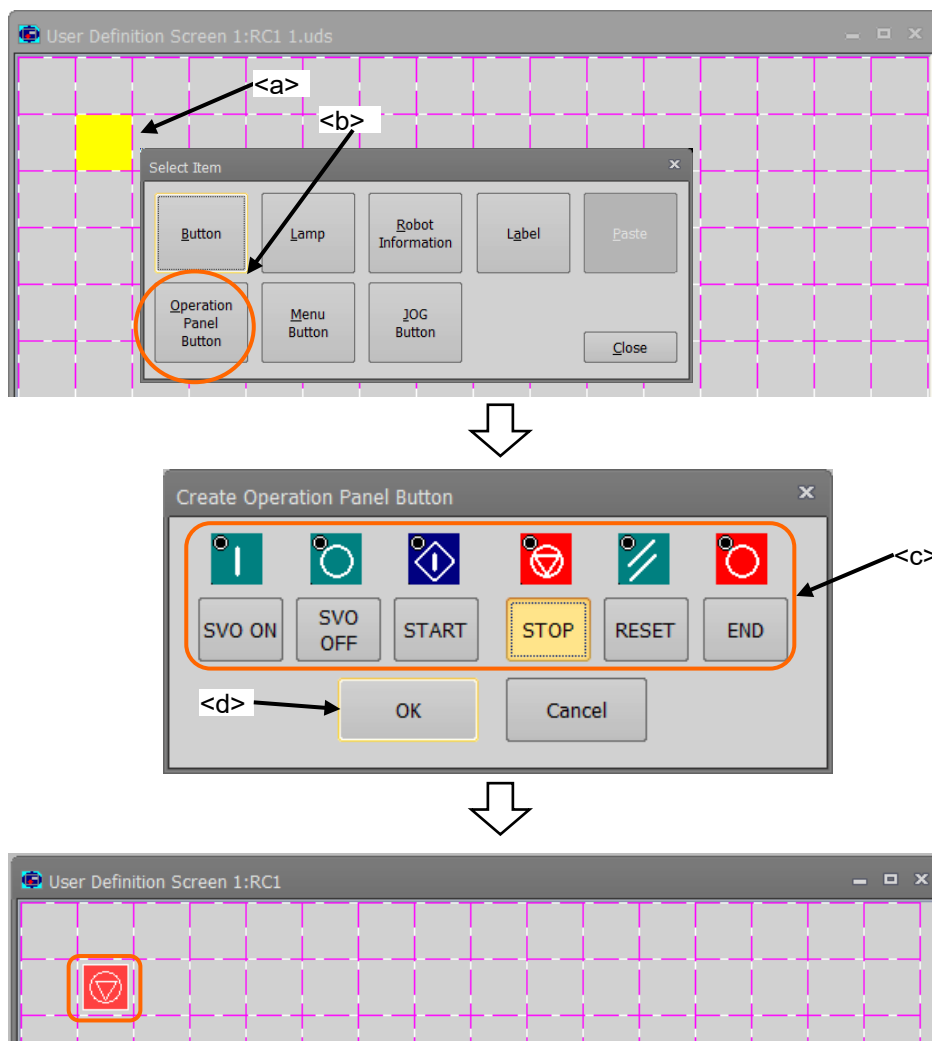 User Definition Screen 1:RC1 1.uds
<a>
<b>
Select Item
Button
Lamp
Robot
Information
Label
Paste
Operation
Panel
Button
Menu
Button
JOG
Button
Close
Create Operation Panel Button
<c>
SVO ON
SVO
OFF
START
STOP
RESET
END
<d>
OK
Cancel
User Definition Screen 1:RC1